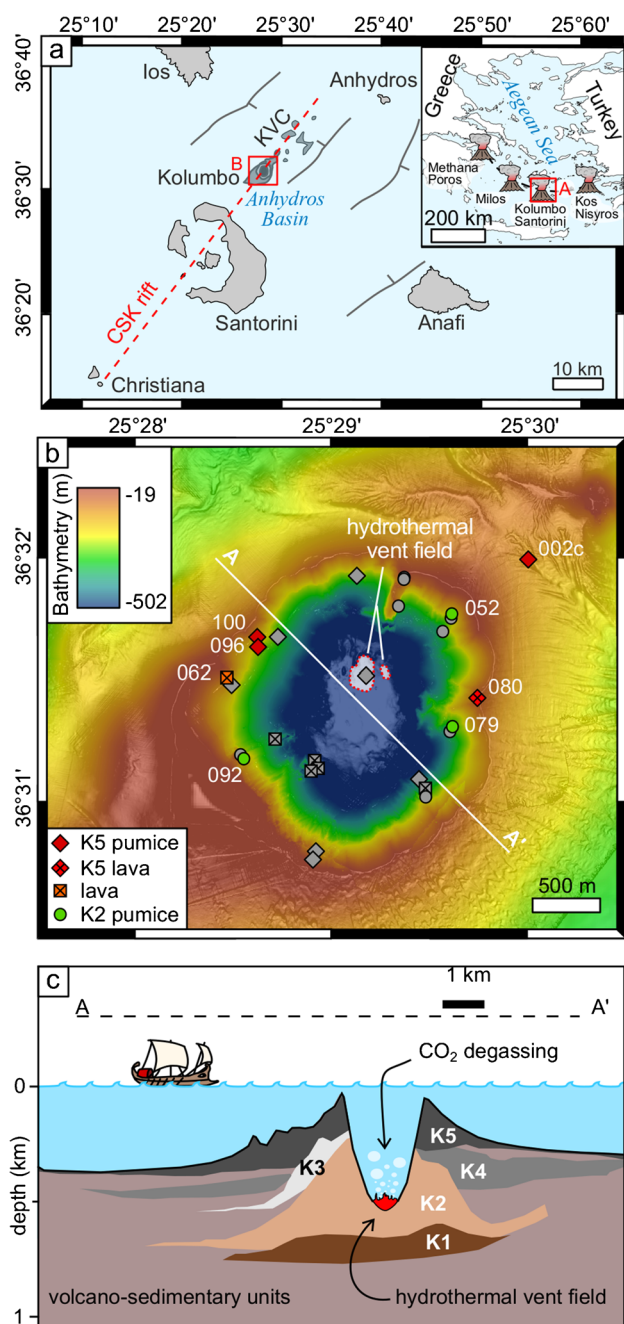 25°10' 25°20' 25°30' 25°40' 25°50' 25°60'
36°40'
36°30'
36°20'
a
Ios
Anhydros
KVC
B
Kolumbo
Anhydros
Basin
CSK rift
Santorini
Anafi
Christiana
10 km
Greece
Aegean Sea
Turkey
Methana
Poros
Milos
A
Kolumbo
Santorini
Kos
Nisyros
200 km
25°28' 25°29' 25°30'
36°32'
36°31'
b
Bathymetry (m)
-19
-502
hydrothermal
vent field
A
002c
052
100
096
062
080
079
092
A'
K5 pumice
K5 lava
lava
K2 pumice
500 m
c
1 km
A A'
CO₂ degassing
0
depth (km)
1
K5
K3
K4
K2
K1
volcano-sedimentary units
hydrothermal vent field